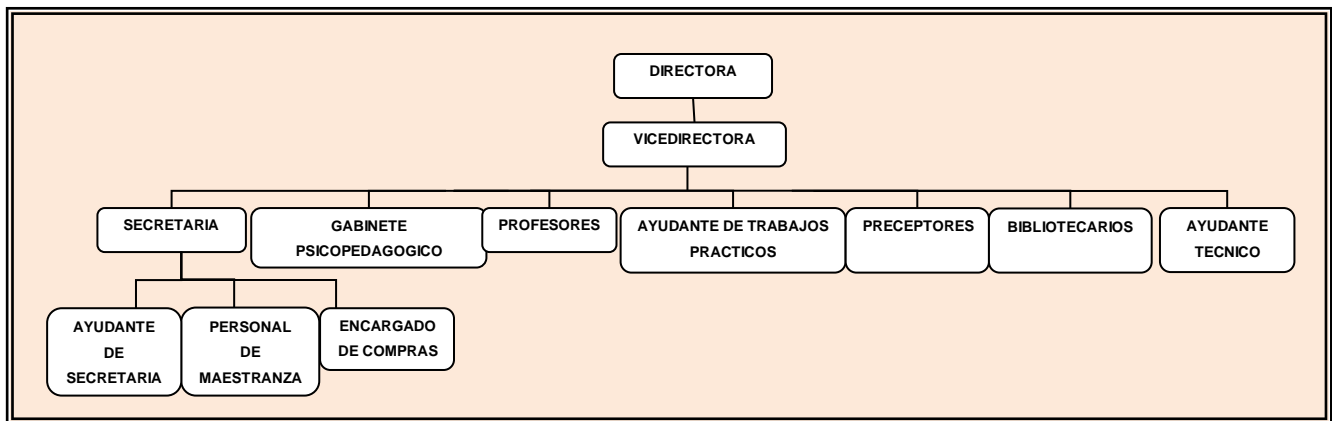 DIRECTORA
VICEDIRECTORA
SECRETARIA
GABINETE
PSICOPEDAGOGICO
PROFESORES
AYUDANTE DE TRABAJOS
PRACTICOS
PRECEPTORES
BIBLIOTECARIOS
AYUDANTE
TECNICO
AYUDANTE
DE
SECRETARIA
PERSONAL
DE
MAESTRANZA
ENCARGADO
DE COMPRAS